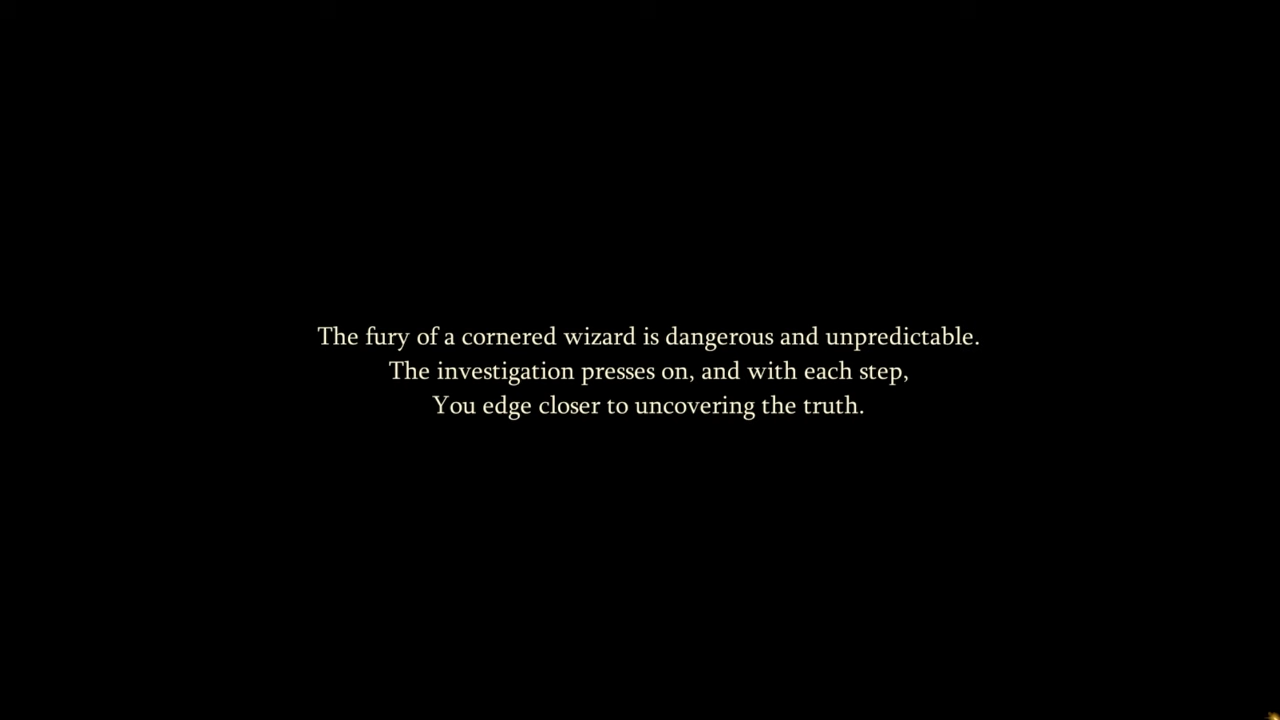 The fury of a cornered wizard is dangerous and unpredictable.
The investigation presses on, and with each step,
You edge closer to uncovering the truth.